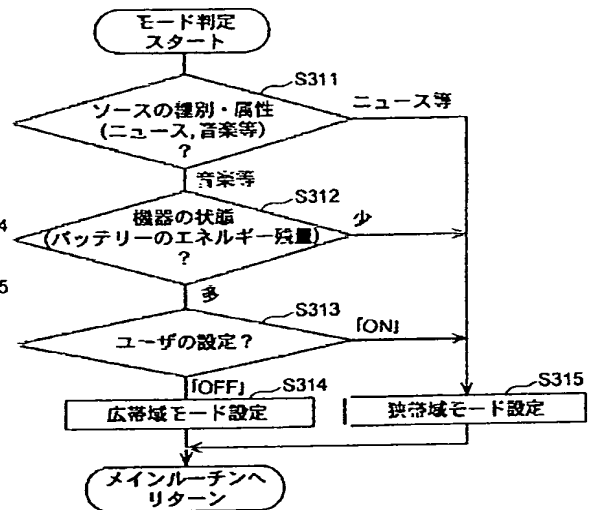 モード判定
スタート
S311
ソースの種別・属性
(ニュース,音楽等)
?
ニュース等
音楽等
S312
4
機器の状態
(バッテリーのエネルギー残量)
?
少
5
多
S313
ユーザの設定?
「ON」
「OFF」
S314
広帯域モード設定
S315
狭帯域モード設定
メインルーチンへ
リターン